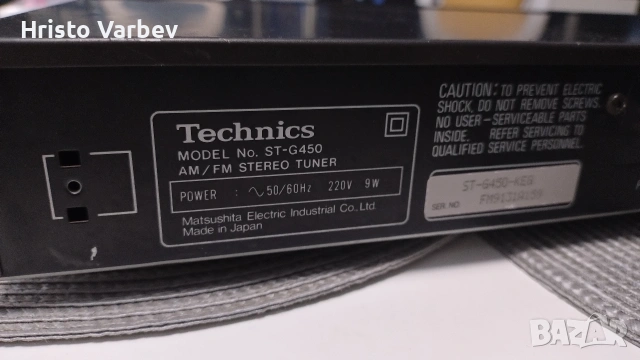 Hristo Varbev
Technics
MODEL No. ST-G450
AM/FM STEREO TUNER
POWER : ∿50/60Hz 220V 9W
Matsushita Electric Industrial Co., Ltd.
Made in Japan
CAUTION: TO PREVENT ELECTRIC
SHOCK, DO NOT REMOVE SCREWS.
NO USER-SERVICEABLE PARTS
INSIDE. REFER SERVICING TO
QUALIFIED SERVICE PERSONNEL.
ST-G450-KEG
SER.NO.
BAZAR